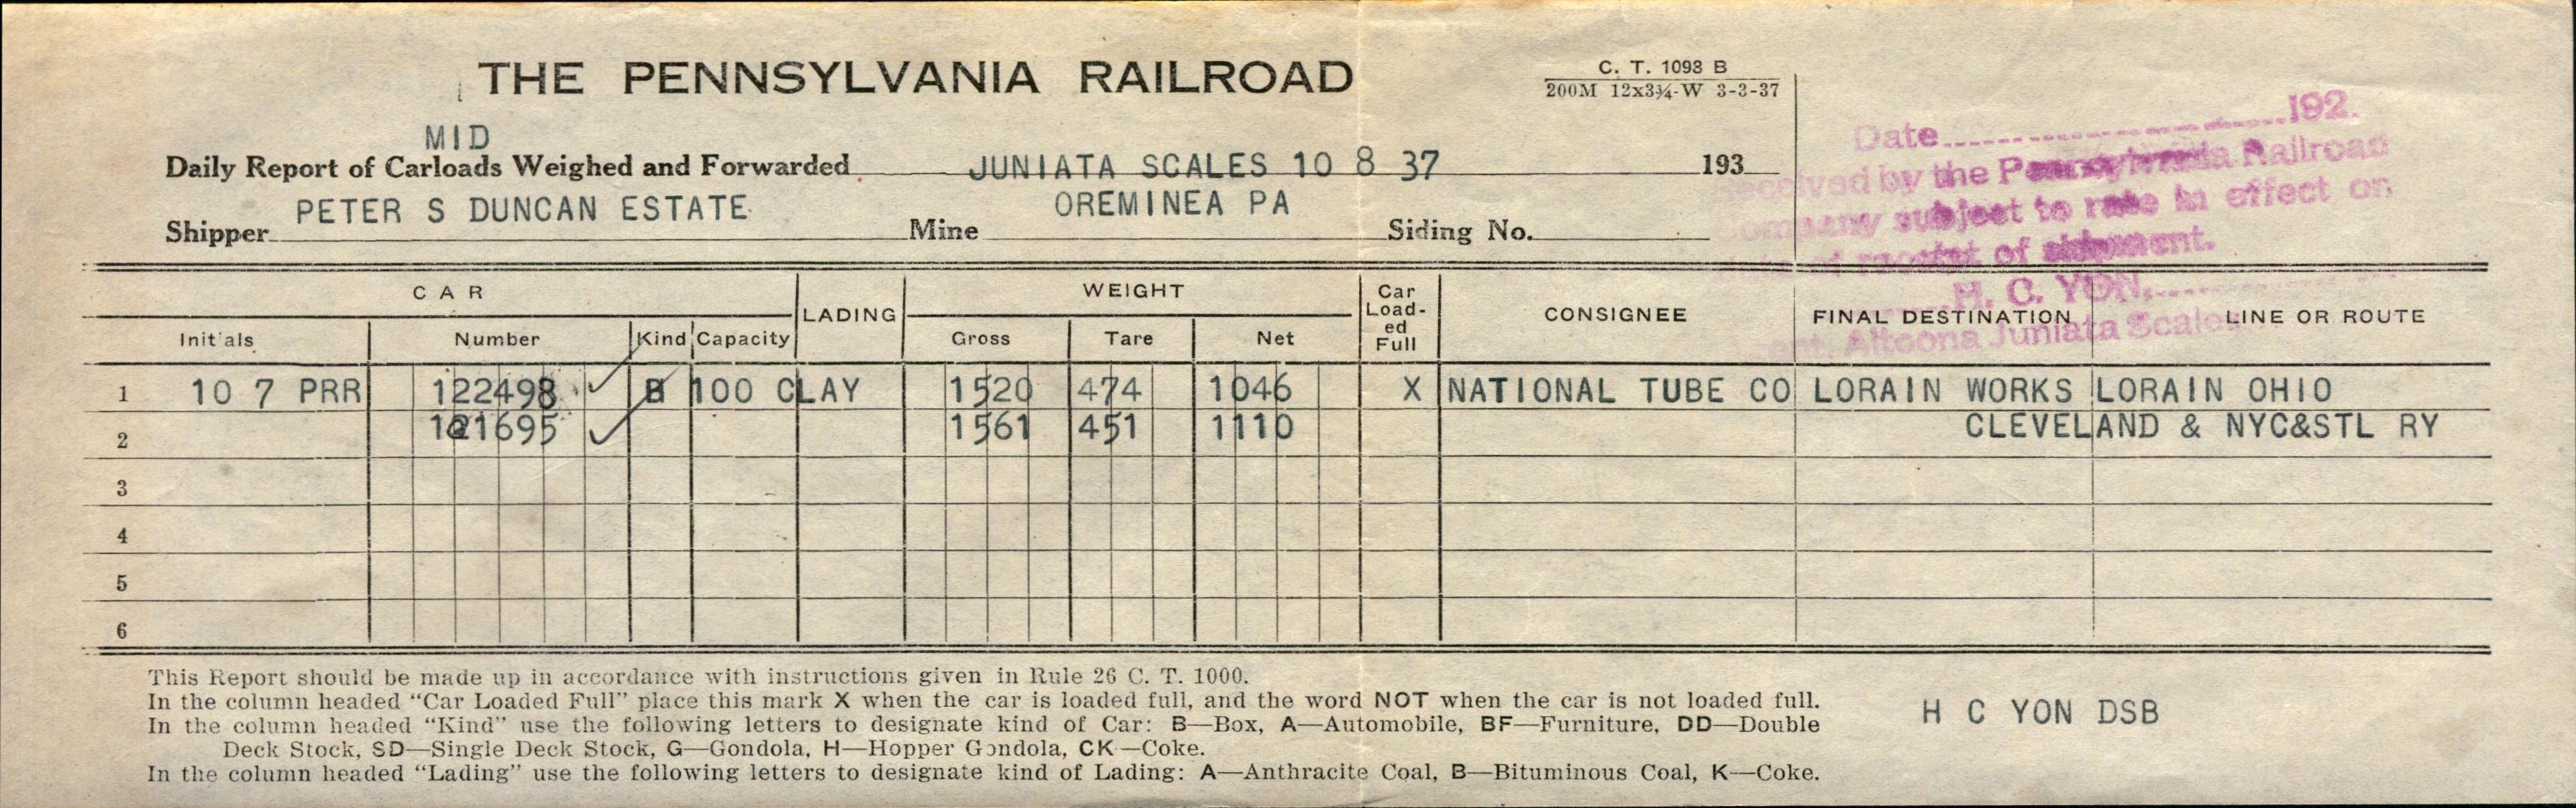 THE PENNSYLVANIA RAILROAD
C. T. 1093 B
200M 12x3¾-W 3-3-37
MID
Daily Report of Carloads Weighed and Forwarded JUNIATA SCALES 10 8 37 193
PETER S DUNCAN ESTATE OREMINEA PA
Shipper Mine Siding No.
Date 192.
Received by the Pennsylvania Railroad
Company subject to rate in effect on
of receipt of shipment.
H. C. YON,
Agent, Altoona Juniata Scales
CAR LADING WEIGHT Car Load-ed Full CONSIGNEE FINAL DESTINATION LINE OR ROUTE
Initials Number Kind Capacity Gross Tare Net
1 10 7 PRR 122498 ✓ B 100 CLAY 1520 474 1046 X NATIONAL TUBE CO LORAIN WORKS LORAIN OHIO
2 121695 ✓ 1561 451 1110 CLEVELAND & NYC&STL RY
3
4
5
6
This Report should be made up in accordance with instructions given in Rule 26 C. T. 1000.
In the column headed “Car Loaded Full” place this mark X when the car is loaded full, and the word NOT when the car is not loaded full.
In the column headed “Kind” use the following letters to designate kind of Car: B—Box, A—Automobile, BF—Furniture, DD—Double
Deck Stock, SD—Single Deck Stock, G—Gondola, H—Hopper Gondola, CK—Coke.
In the column headed “Lading” use the following letters to designate kind of Lading: A—Anthracite Coal, B—Bituminous Coal, K—Coke.
H C YON DSB